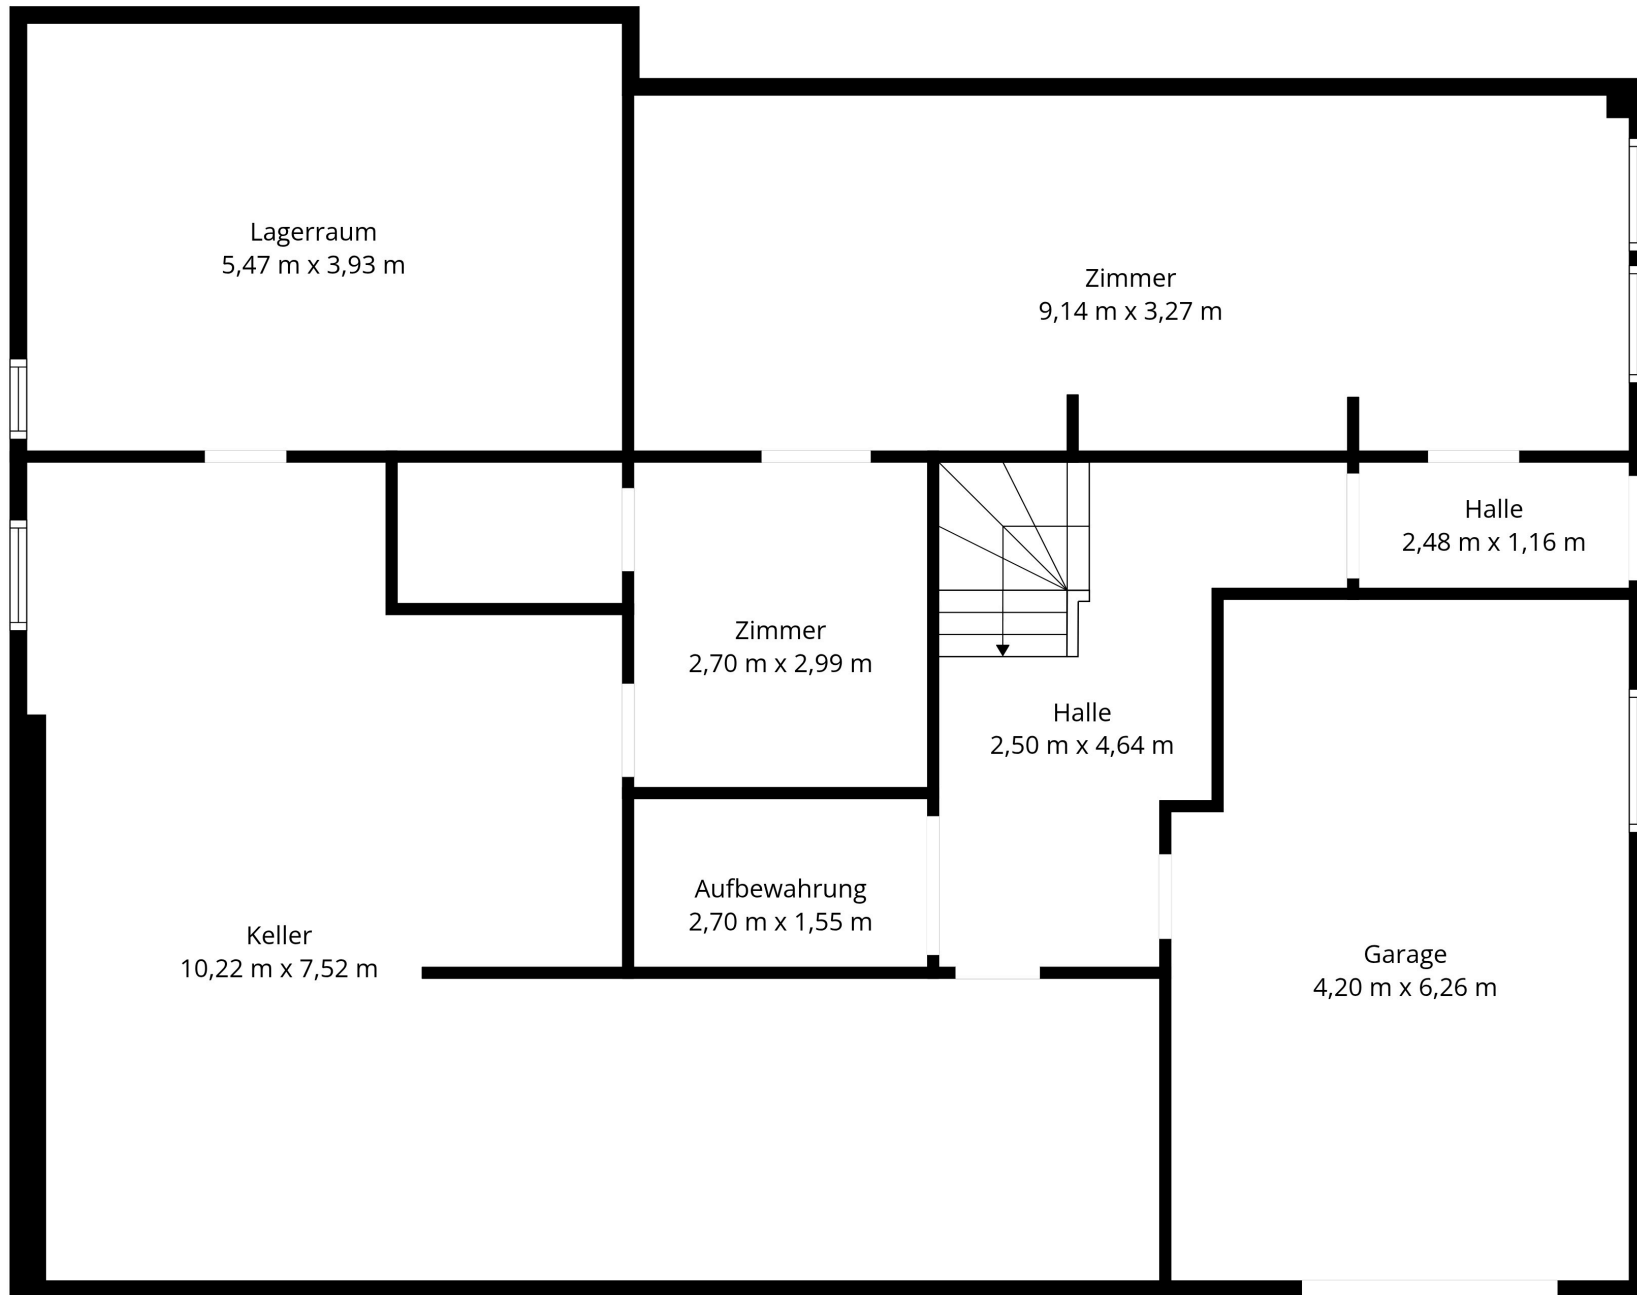 Lagerraum
5,47 m x 3,93 m
Zimmer
9,14 m x 3,27 m
Halle
2,48 m x 1,16 m
Zimmer
2,70 m x 2,99 m
Halle
2,50 m x 4,64 m
Aufbewahrung
2,70 m x 1,55 m
Keller
10,22 m x 7,52 m
Garage
4,20 m x 6,26 m